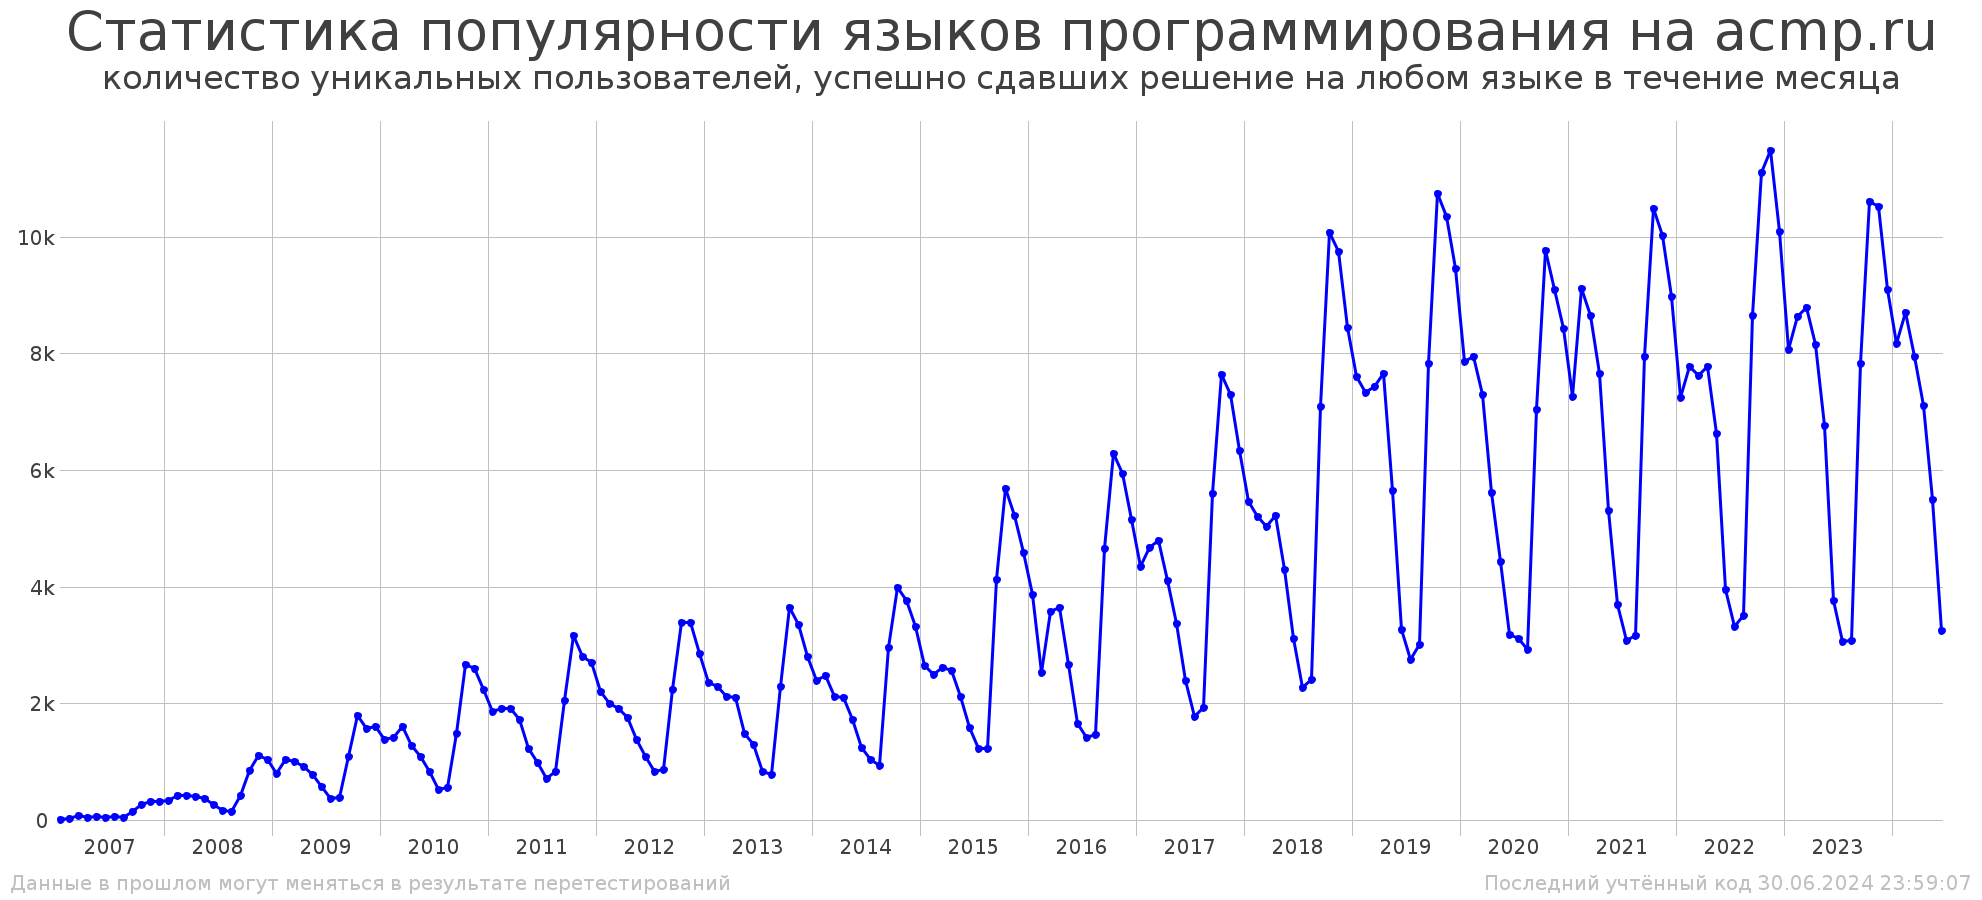 Статистика популярности языков программирования на acmp.ru
количество уникальных пользователей, успешно сдавших решение на любом языке в течение месяца
10k
8k
6k
4k
2k
0
2007 2008 2009 2010 2011 2012 2013 2014 2015 2016 2017 2018 2019 2020 2021 2022 2023
Данные в прошлом могут меняться в результате перетестирований
Последний учтённый код 30.06.2024 23:59:07